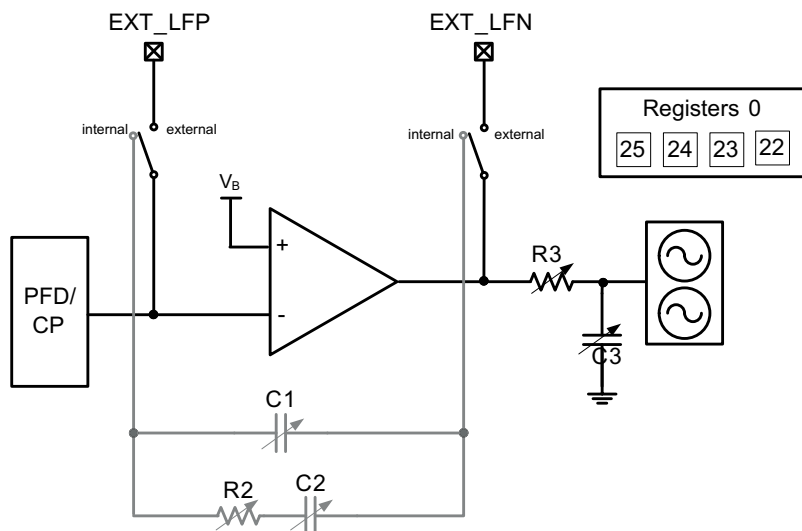 EXT_LFP
EXT_LFN
internal
external
internal
external
Registers 0
25 24 23 22
VB
+
-
PFD/
CP
R3
C3
C1
R2
C2